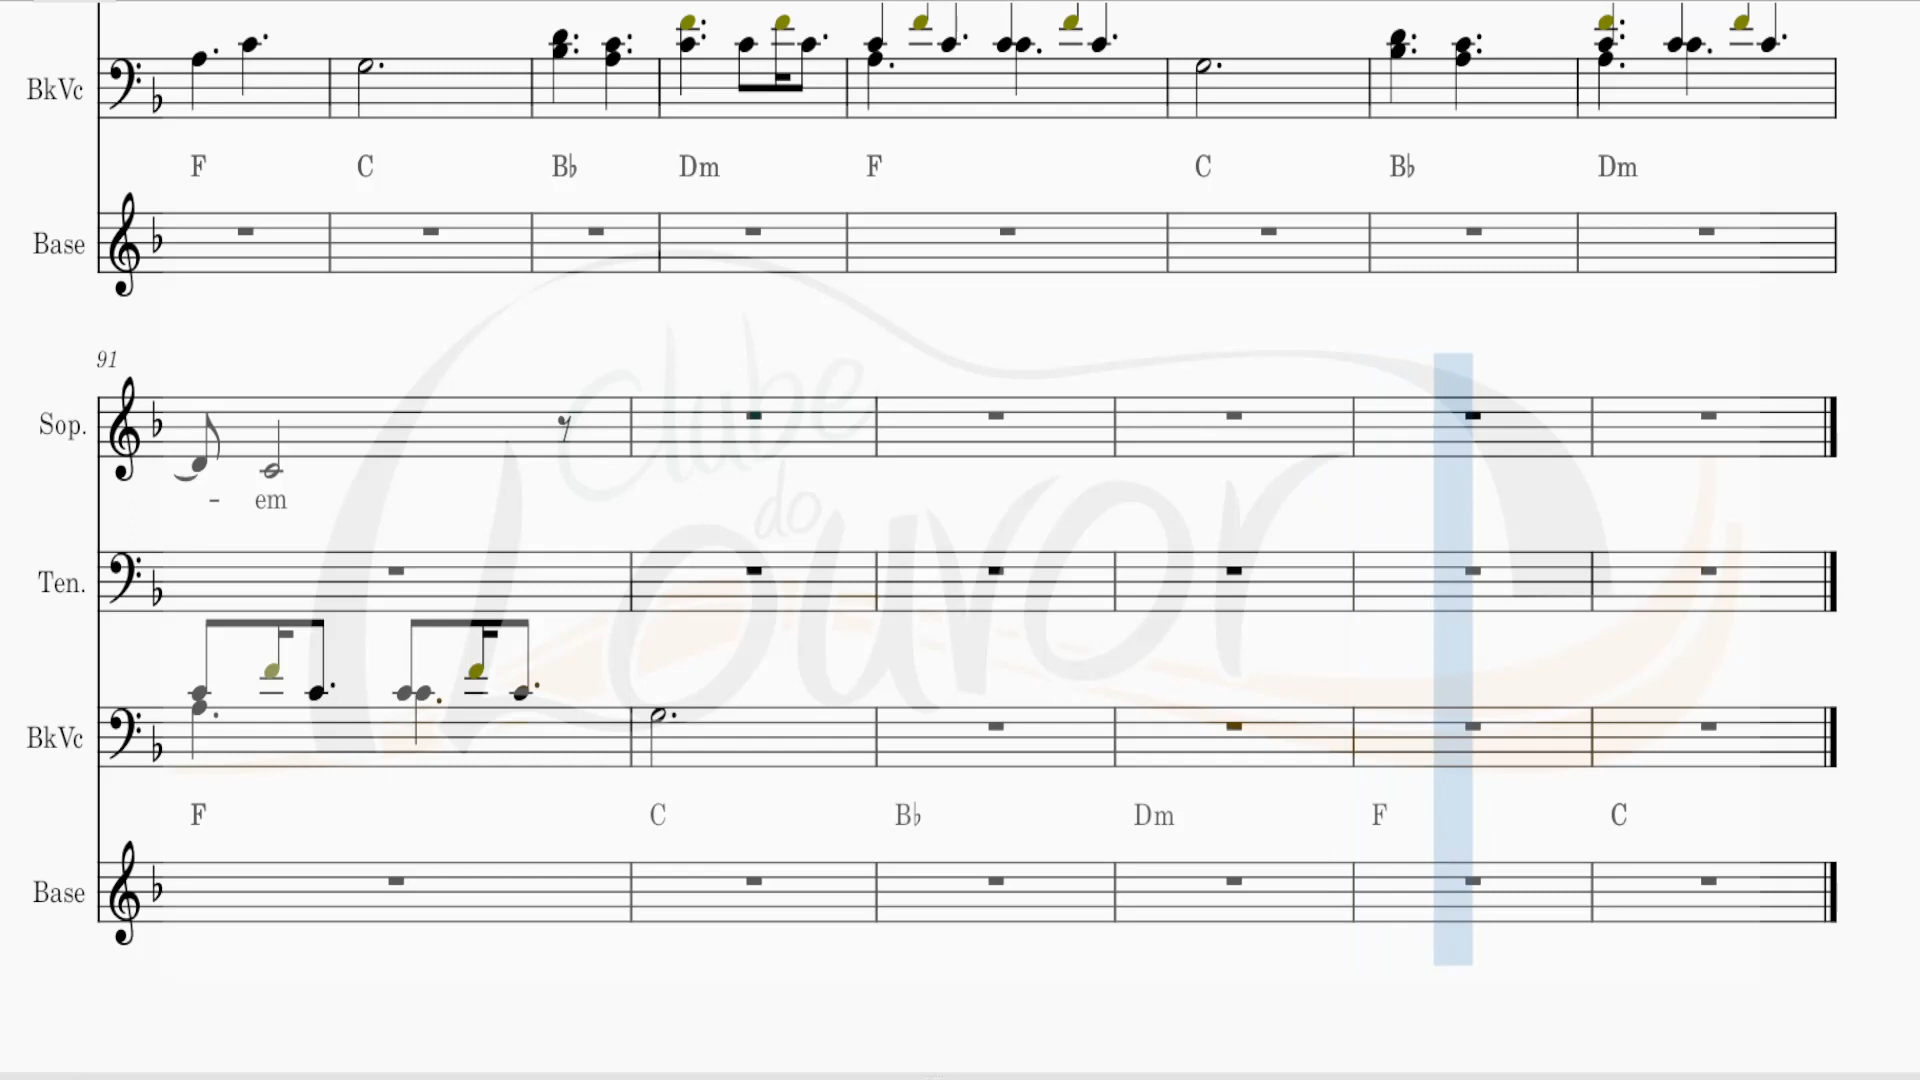 BkVc
F C B♭ Dm F C B♭ Dm
Base
91
Sop.
- em
Clube
do
Louvor
Ten.
BkVc
F C B♭ Dm F C
Base